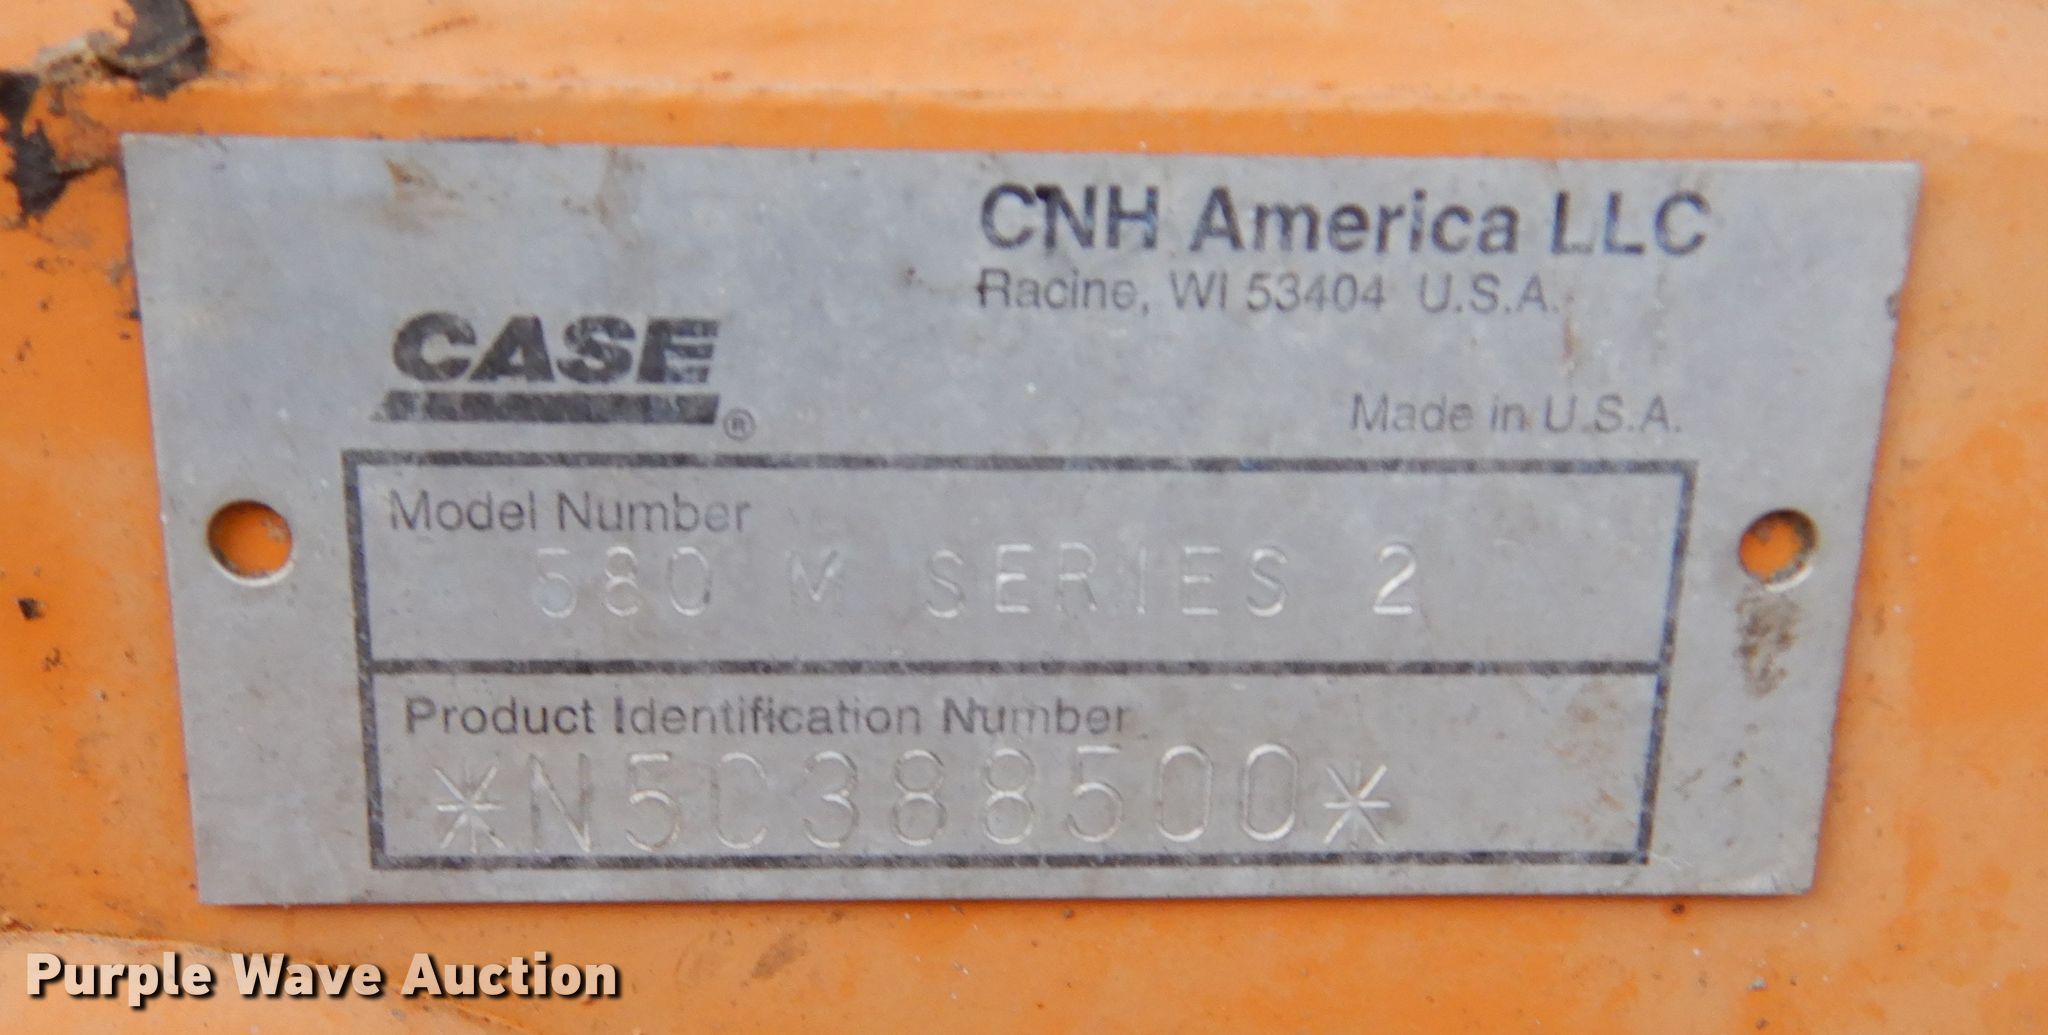 CNH America LLC
Racine, WI 53404 U.S.A.
CASE
®
Made in U.S.A.
Model Number
580 M SERIES 2
Product Identification Number
*N5C388500*
Purple Wave Auction